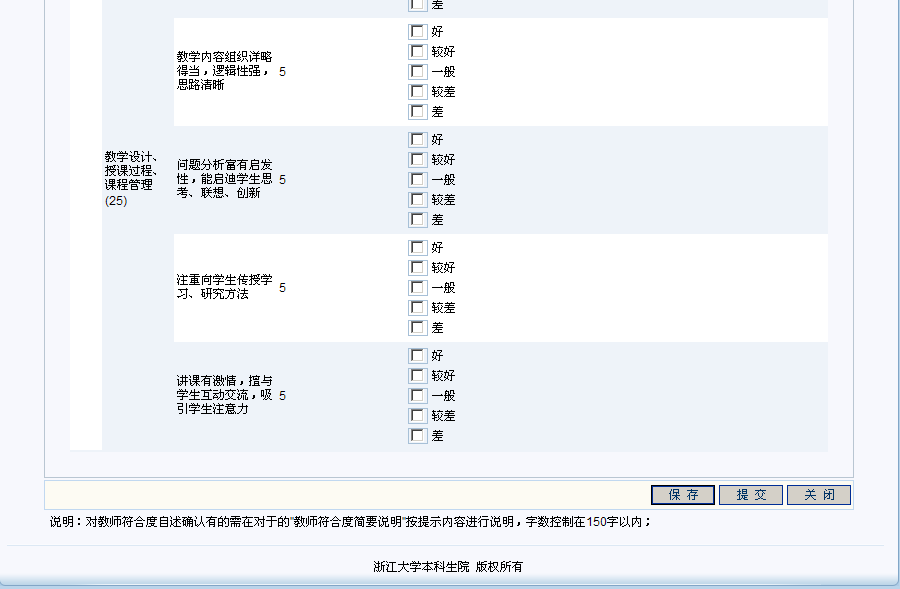 差
教学内容组织详略
得当，逻辑性强，
思路清晰
5
好
较好
一般
较差
差
教学设计、
授课过程、
课程管理
(25)
问题分析富有启发
性，能启迪学生思
考、联想、创新
5
好
较好
一般
较差
差
注重向学生传授学
习、研究方法
5
好
较好
一般
较差
差
讲课有激情，擅与
学生互动交流，吸
引学生注意力
5
好
较好
一般
较差
差
保 存
提 交
关 闭
说明：对教师符合度自述确认有的需在对于的"教师符合度简要说明"按提示内容进行说明，字数控制在150字以内；
浙江大学本科生院 版权所有